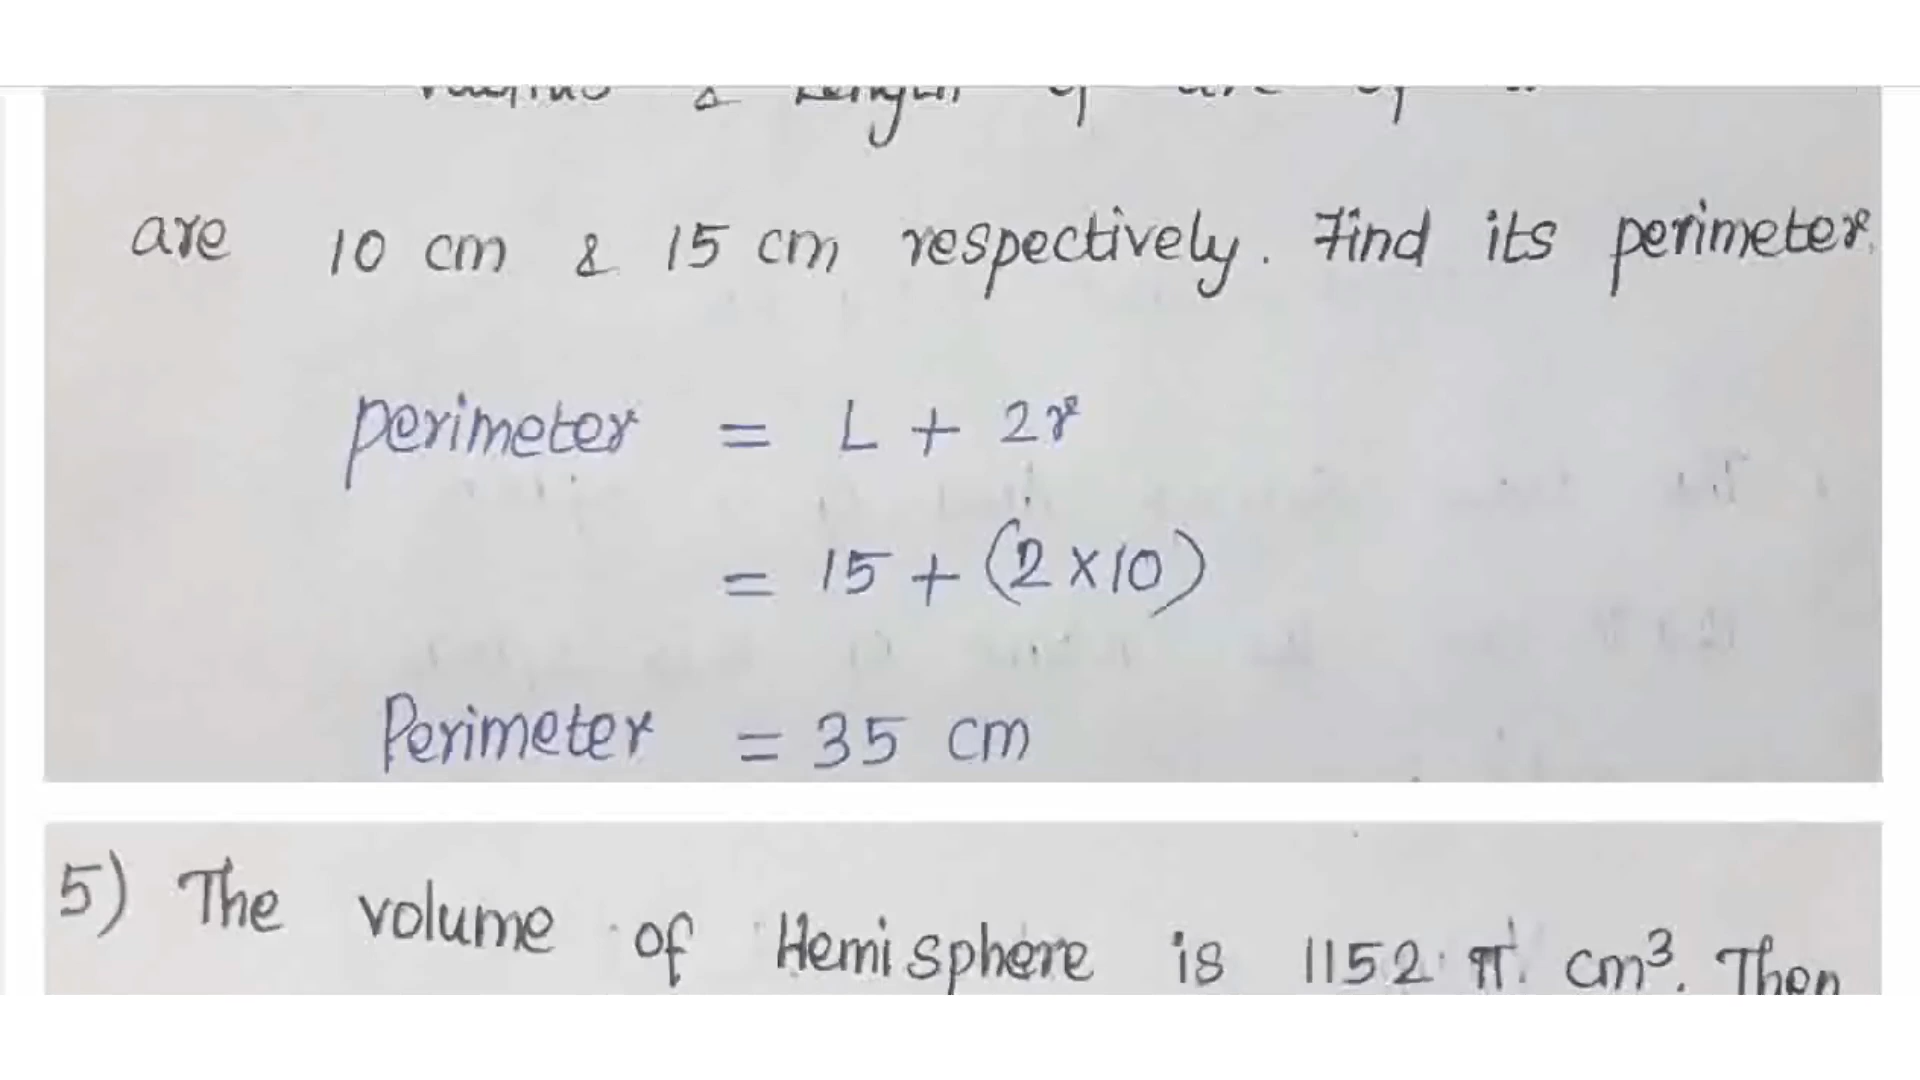 are 10 cm & 15 cm respectively. Find its perimeter.
perimeter = L + 2r
= 15 + (2×10)
Perimeter = 35 cm
5) The volume of Hemisphere is 1152 π cm³. Then